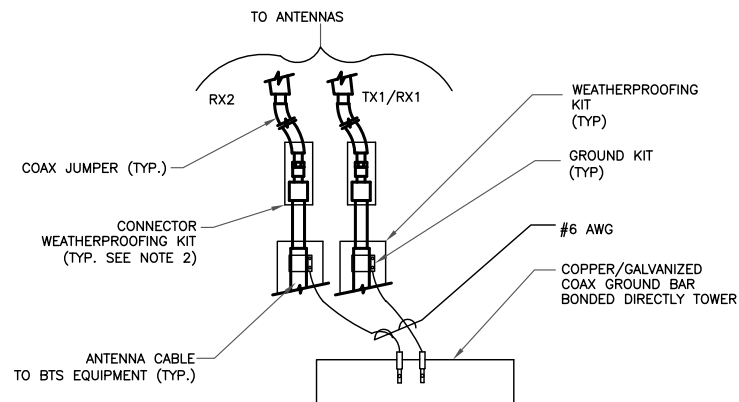 TO ANTENNAS
RX2
TX1/RX1
WEATHERPROOFING
KIT
(TYP)
COAX JUMPER (TYP.)
GROUND KIT
(TYP)
CONNECTOR
WEATHERPROOFING KIT
(TYP. SEE NOTE 2)
#6 AWG
COPPER/GALVANIZED
COAX GROUND BAR
BONDED DIRECTLY TOWER
ANTENNA CABLE
TO BTS EQUIPMENT (TYP.)